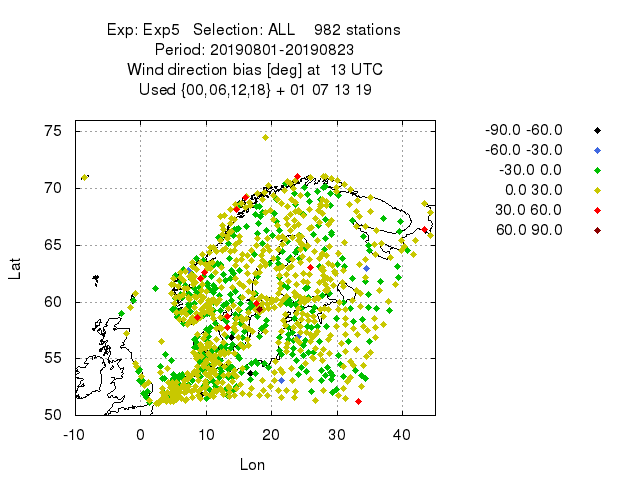 Exp: Exp5 Selection: ALL 982 stations
Period: 20190801-20190823
Wind direction bias [deg] at 13 UTC
Used {00,06,12,18} + 01 07 13 19
-90.0 -60.0
-60.0 -30.0
-30.0 0.0
0.0 30.0
30.0 60.0
60.0 90.0
75
70
65
60
55
50
Lat
-10 0 10 20 30 40
Lon